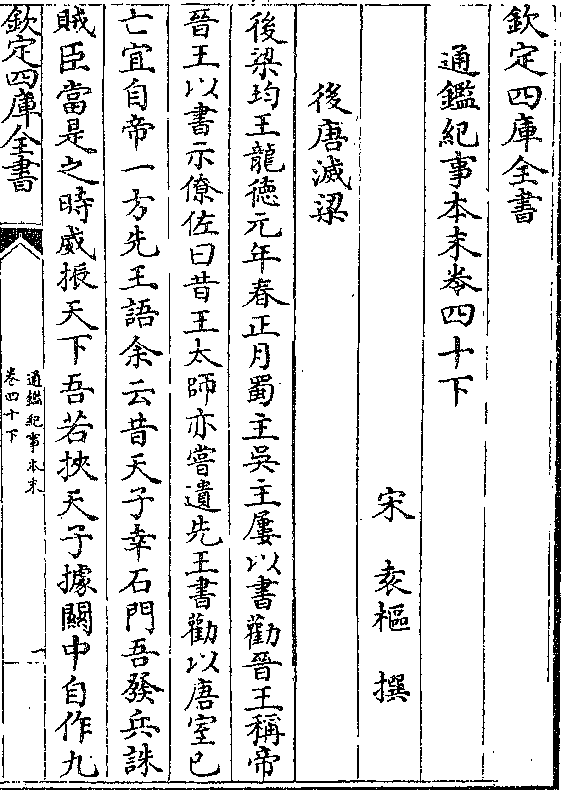 欽定四庫全書
通鑑紀事本末卷四十下
宋 袁樞 撰
後唐滅梁
後梁均王龍德元年春正月蜀主吳主屢以書勸晉王稱帝
晉王以書示僚佐曰昔王太師亦嘗遺先王書勸以唐室已
亡宜自帝一方先王語余云昔天子幸石門吾發兵誅
賊臣當是之時威振天下吾若挾天子據關中自作九
欽定四庫全書
通鑑紀事本末
卷四十下
一